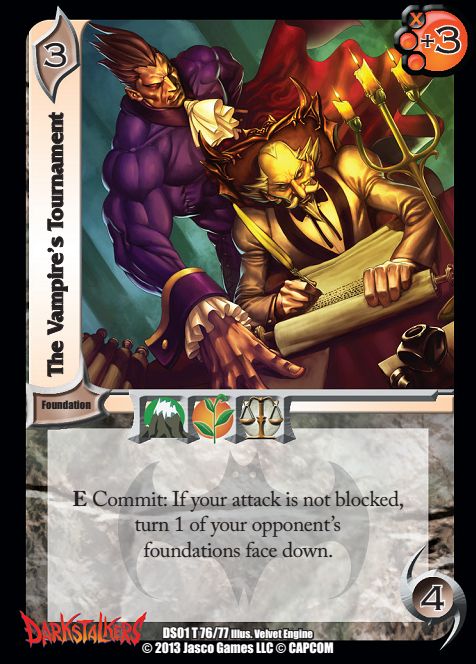 3
+3
The Vampire's Tournament
Foundation
E Commit: If your attack is not blocked,
turn 1 of your opponent's
foundations face down.
4
DARKSTALKERS
DS01 T 76/77 Illus. Velvet Engine
© 2013 Jasco Games LLC © CAPCOM